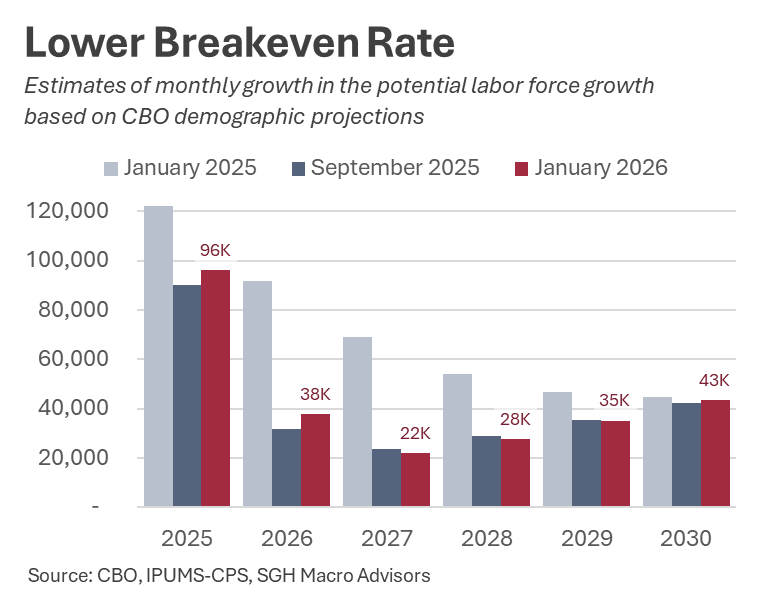 Lower Breakeven Rate
Estimates of monthly growth in the potential labor force growth
based on CBO demographic projections
January 2025 September 2025 January 2026
120,000
100,000
80,000
60,000
40,000
20,000
-
96K
38K
22K
28K
35K
43K
2025 2026 2027 2028 2029 2030
Source: CBO, IPUMS-CPS, SGH Macro Advisors